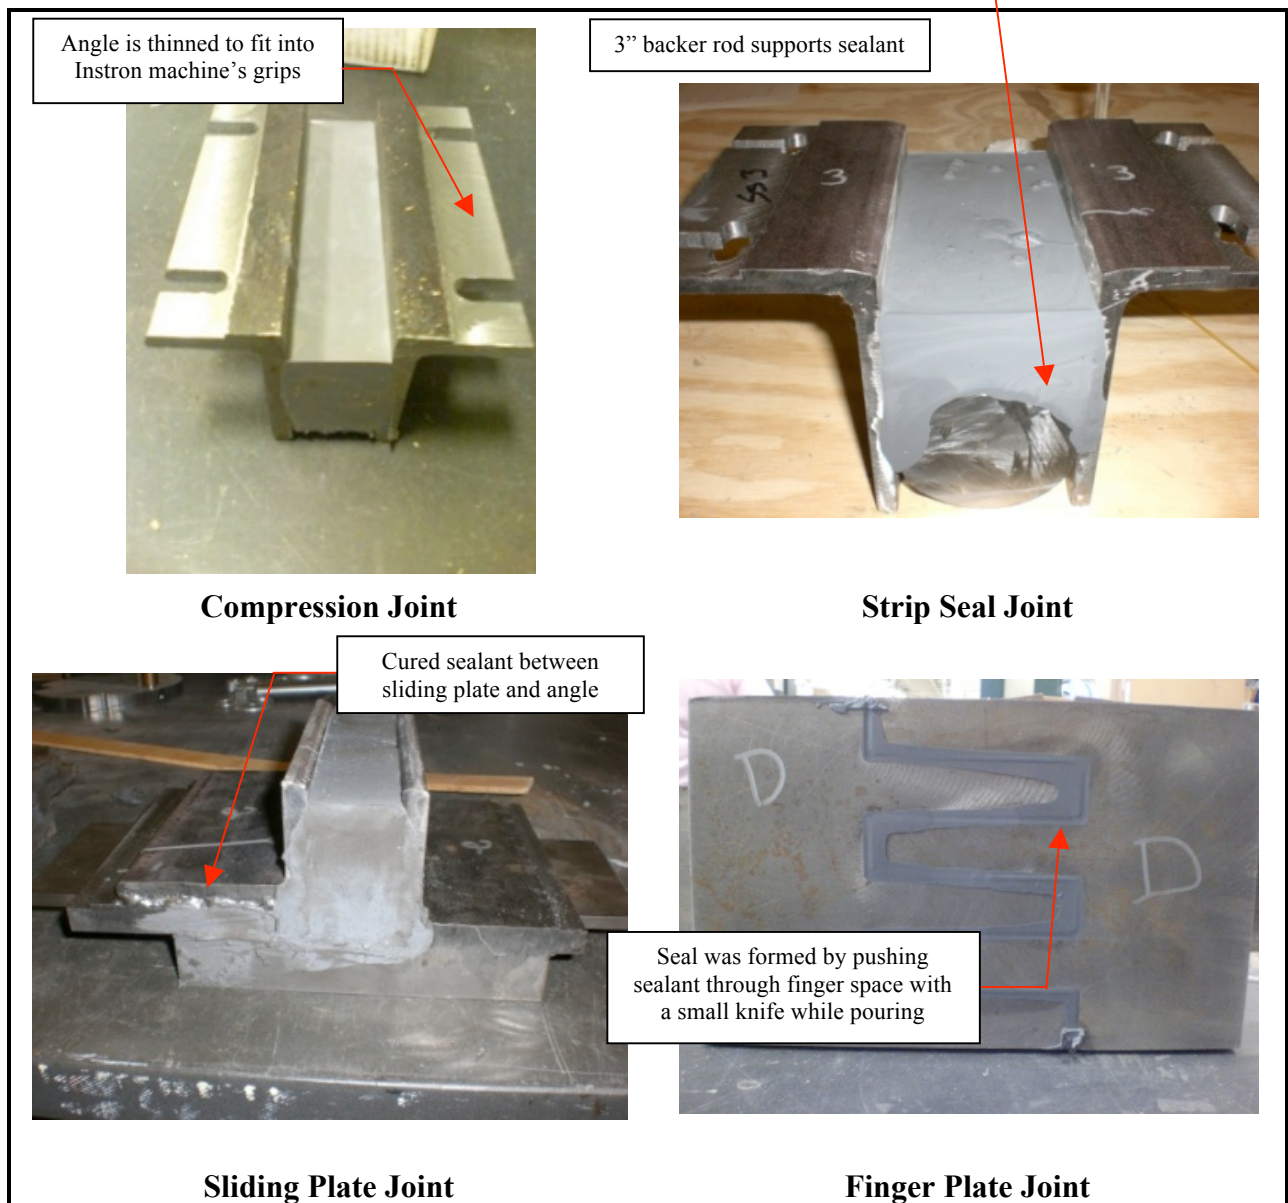 Angle is thinned to fit into
Instron machine's grips
3” backer rod supports sealant
SS 3
3
3
Compression Joint
Strip Seal Joint
Cured sealant between
sliding plate and angle
D
D
Seal was formed by pushing
sealant through finger space with
a small knife while pouring
Sliding Plate Joint
Finger Plate Joint